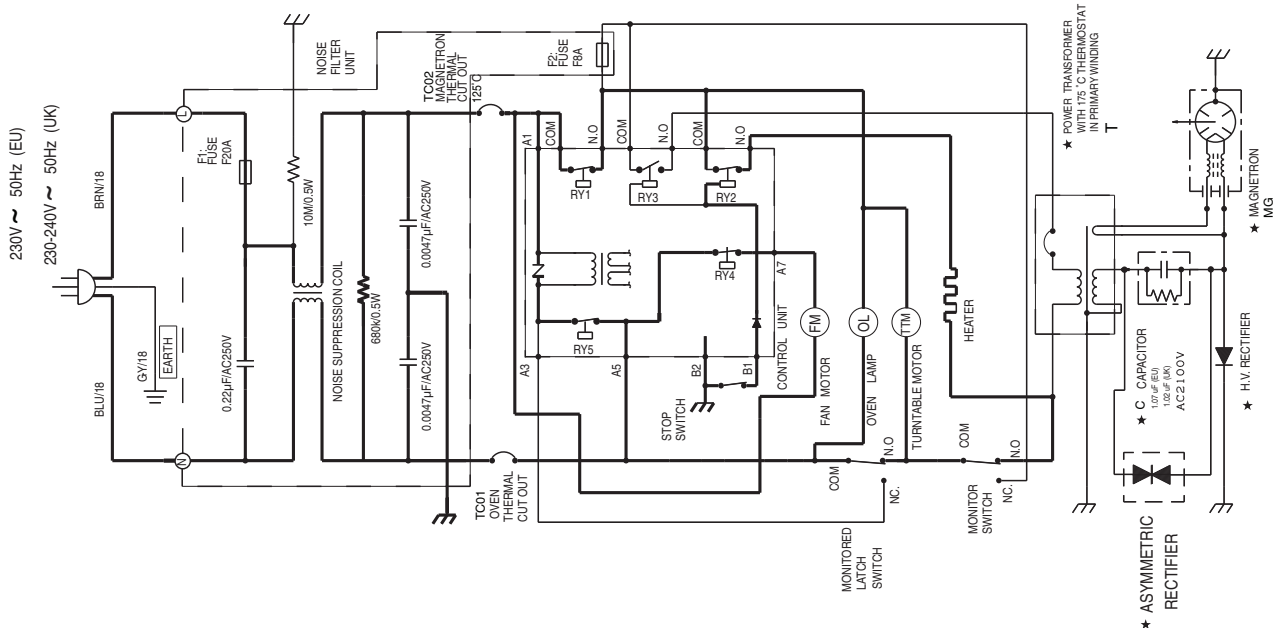 230V ~ 50Hz (EU)
230-240V ~ 50Hz (UK)
BRN/18
BLU/18
GY/18
EARTH
L
N
F1:
FUSE
F20A
0.22µF/AC250V
10M/0.5W
NOISE
FILTER
UNIT
NOISE SUPPRESSION COIL
680k/0.5W
0.0047µF/AC250V
0.0047µF/AC250V
TC02
MAGNETRON
THERMAL
CUT OUT
125°C
TC01
OVEN
THERMAL
CUT OUT
F2:
FUSE
F8A
A1
COM
N.O
COM
N.O
COM
N.O
RY1
RY3
RY2
RY4
RY5
A3
A5
A7
B2
B1
CONTROL UNIT
STOP
SWITCH
FM
FAN MOTOR
OL
OVEN LAMP
TTM
TURNTABLE MOTOR
HEATER
COM
N.O
NC.
MONITORED
LATCH
SWITCH
COM
N.O
NC.
MONITOR
SWITCH
★ POWER TRANSFORMER
WITH 175°C THERMOSTAT
IN PRIMARY WINDING
T
★ MAGNETRON
MG
★ C CAPACITOR
1.07 uF (EU)
1.02 uF (UK)
AC2100V
★ H.V. RECTIFIER
★ ASYMMETRIC
RECTIFIER